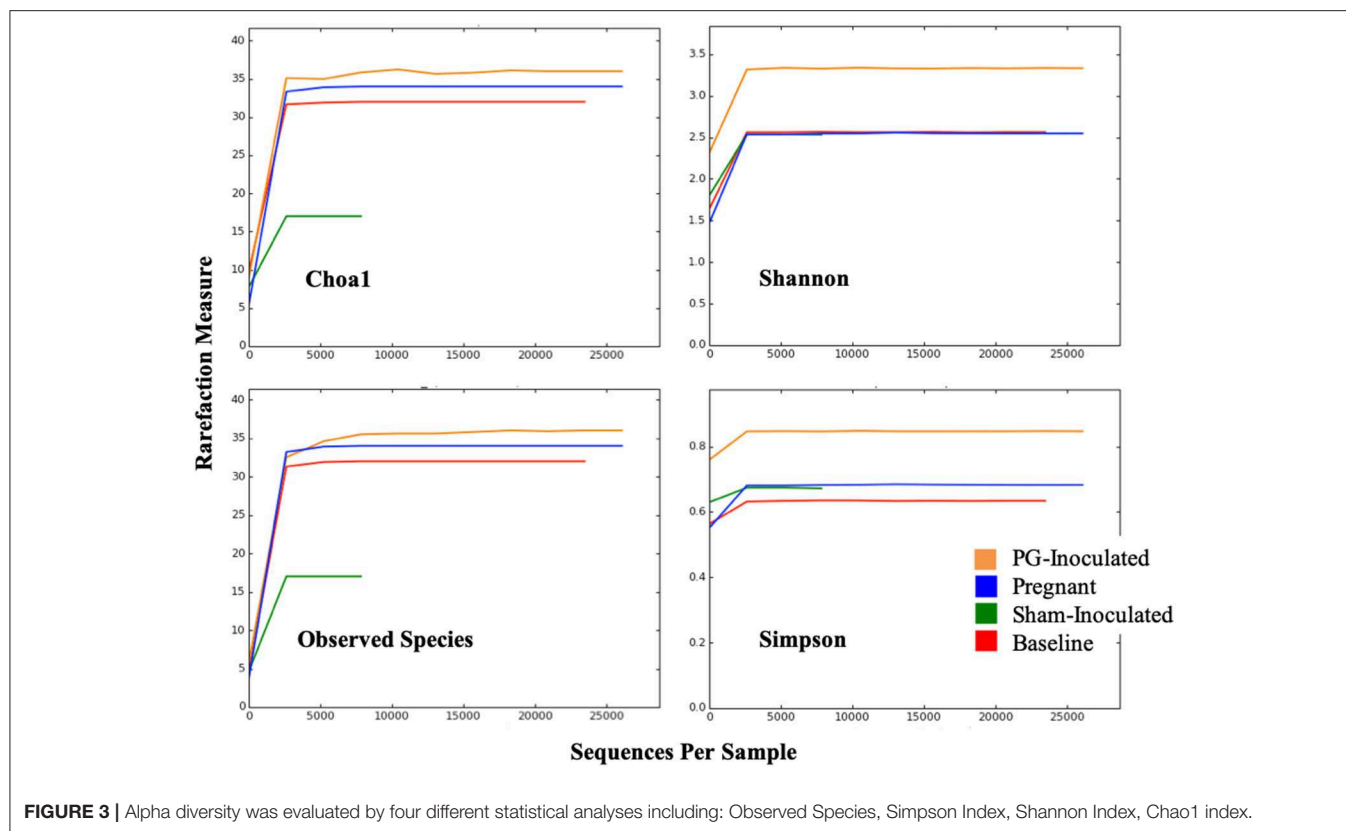 40
35
30
25
20
15
10
5
0
0 5000 10000 15000 20000 25000
Choa1
3.5
3.0
2.5
2.0
1.5
1.0
0.5
0.0
0 5000 10000 15000 20000 25000
Shannon
Rarefaction Measure
40
35
30
25
20
15
10
5
0
0 5000 10000 15000 20000 25000
Observed Species
0.8
0.6
0.4
0.2
0.0
0 5000 10000 15000 20000 25000
Simpson
PG-Inoculated
Pregnant
Sham-Inoculated
Baseline
Sequences Per Sample
FIGURE 3 | Alpha diversity was evaluated by four different statistical analyses including: Observed Species, Simpson Index, Shannon Index, Chao1 index.